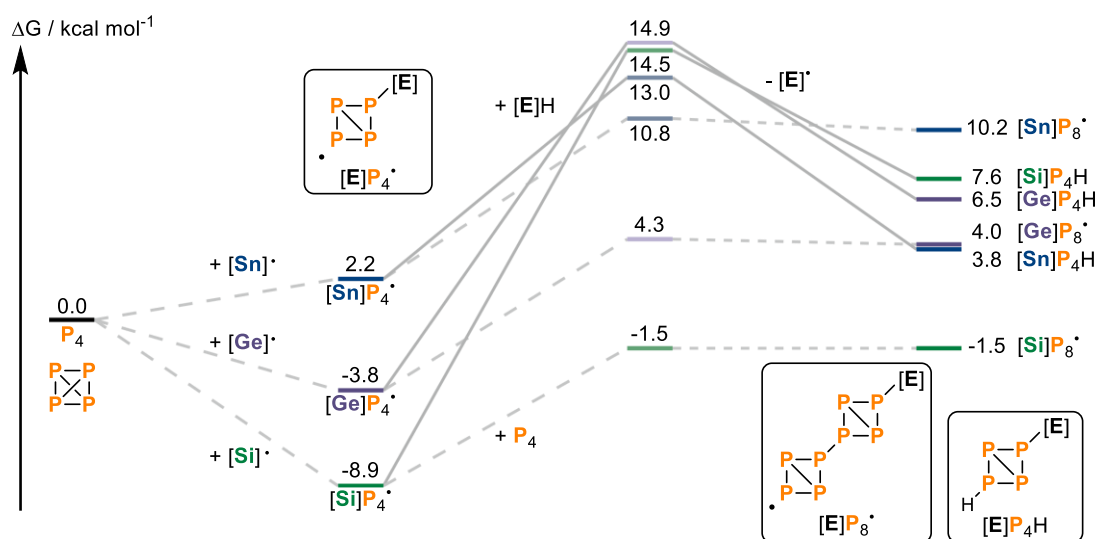 ΔG / kcal mol⁻¹
14.9
14.5
13.0
10.8
- [E]•
+ [E]H
[E]
P P
P P
•
[E]P₄•
10.2 [Sn]P₈•
7.6 [Si]P₄H
6.5 [Ge]P₄H
4.0 [Ge]P₈•
3.8 [Sn]P₄H
4.3
+ [Sn]•
2.2
[Sn]P₄•
0.0
P₄
P P
P P
+ [Ge]•
-3.8
[Ge]P₄•
-1.5
-1.5 [Si]P₈•
+ [Si]•
-8.9
[Si]P₄•
+ P₄
[E]
P P
P P
P P
P P
•
[E]P₈•
[E]
P P
P P
H
[E]P₄H